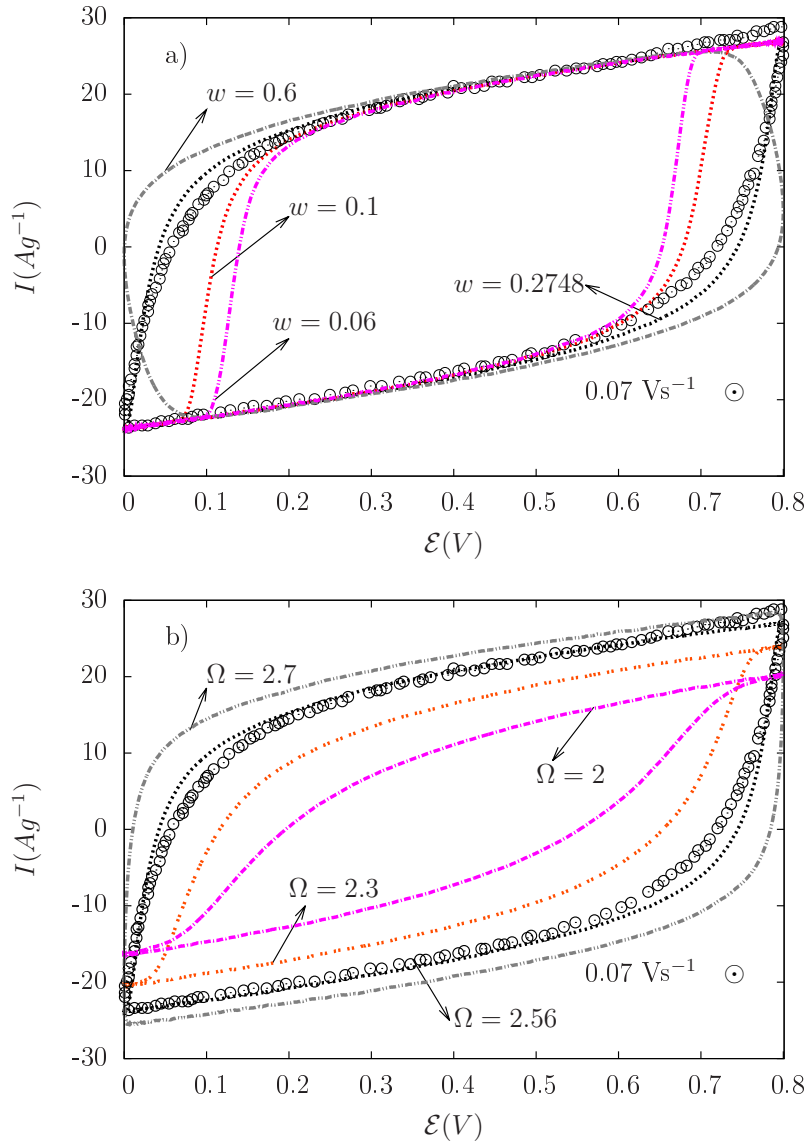 a)
30
20
10
0
-10
-20
-30
I(Ag⁻¹)
w = 0.6
w = 0.1
w = 0.2748
w = 0.06
0.07 Vs⁻¹ ⊙
0 0.1 0.2 0.3 0.4 0.5 0.6 0.7 0.8
ℰ(V)
b)
30
20
10
0
-10
-20
-30
I(Ag⁻¹)
Ω = 2.7
Ω = 2
Ω = 2.3
0.07 Vs⁻¹ ⊙
Ω = 2.56
0 0.1 0.2 0.3 0.4 0.5 0.6 0.7 0.8
ℰ(V)